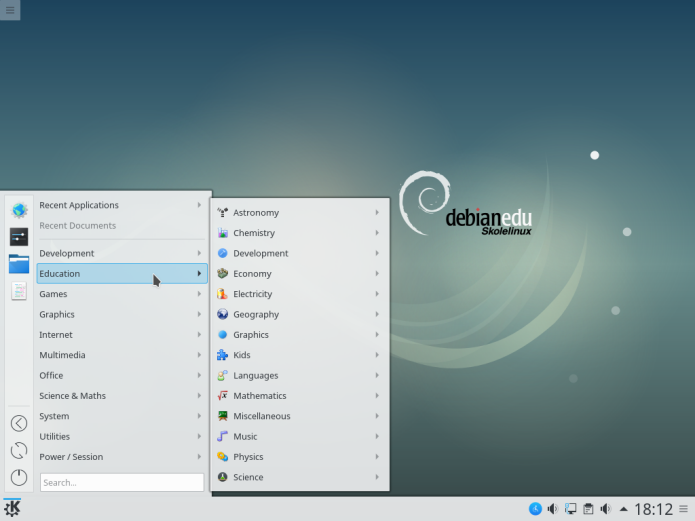 debianedu
Skolelinux
Recent Applications
Recent Documents
Development
Education
Games
Graphics
Internet
Multimedia
Office
Science & Maths
System
Utilities
Power / Session
Search...
Astronomy
Chemistry
Development
Economy
Electricity
Geography
Graphics
Kids
Languages
Mathematics
Miscellaneous
Music
Physics
Science
18:12